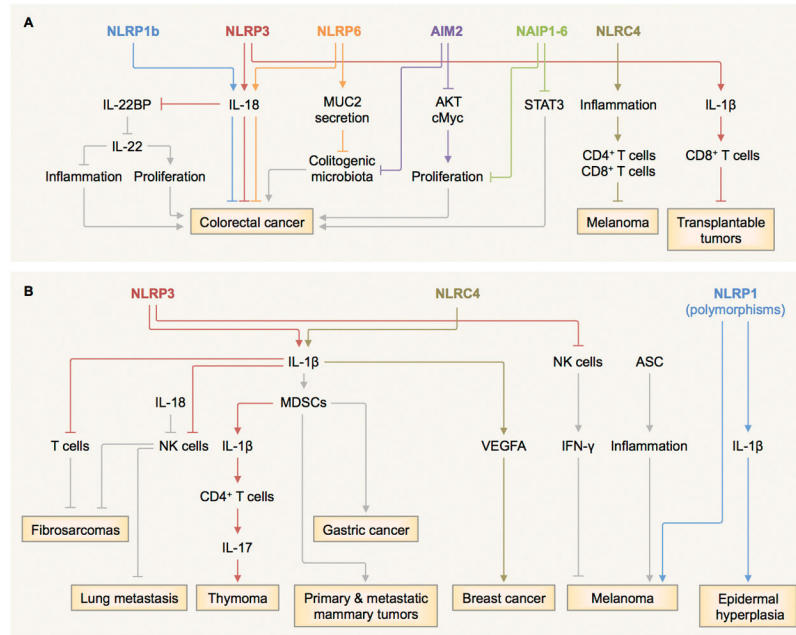 A
NLRP1b NLRP3 NLRP6 AIM2 NAIP1-6 NLRC4
IL-22BP IL-18 MUC2 secretion AKT cMyc STAT3 Inflammation IL-1β
IL-22
Inflammation Proliferation Colitogenic microbiota Proliferation CD4⁺ T cells CD8⁺ T cells CD8⁺ T cells
Colorectal cancer Melanoma Transplantable tumors
B
NLRP3 NLRC4 NLRP1 (polymorphisms)
IL-1β NK cells ASC
IL-18 MDSCs
T cells NK cells IL-1β VEGFA IFN-γ Inflammation IL-1β
CD4⁺ T cells
Fibrosarcomas Gastric cancer
IL-17
Lung metastasis Thymoma Primary & metastatic mammary tumors Breast cancer Melanoma Epidermal hyperplasia